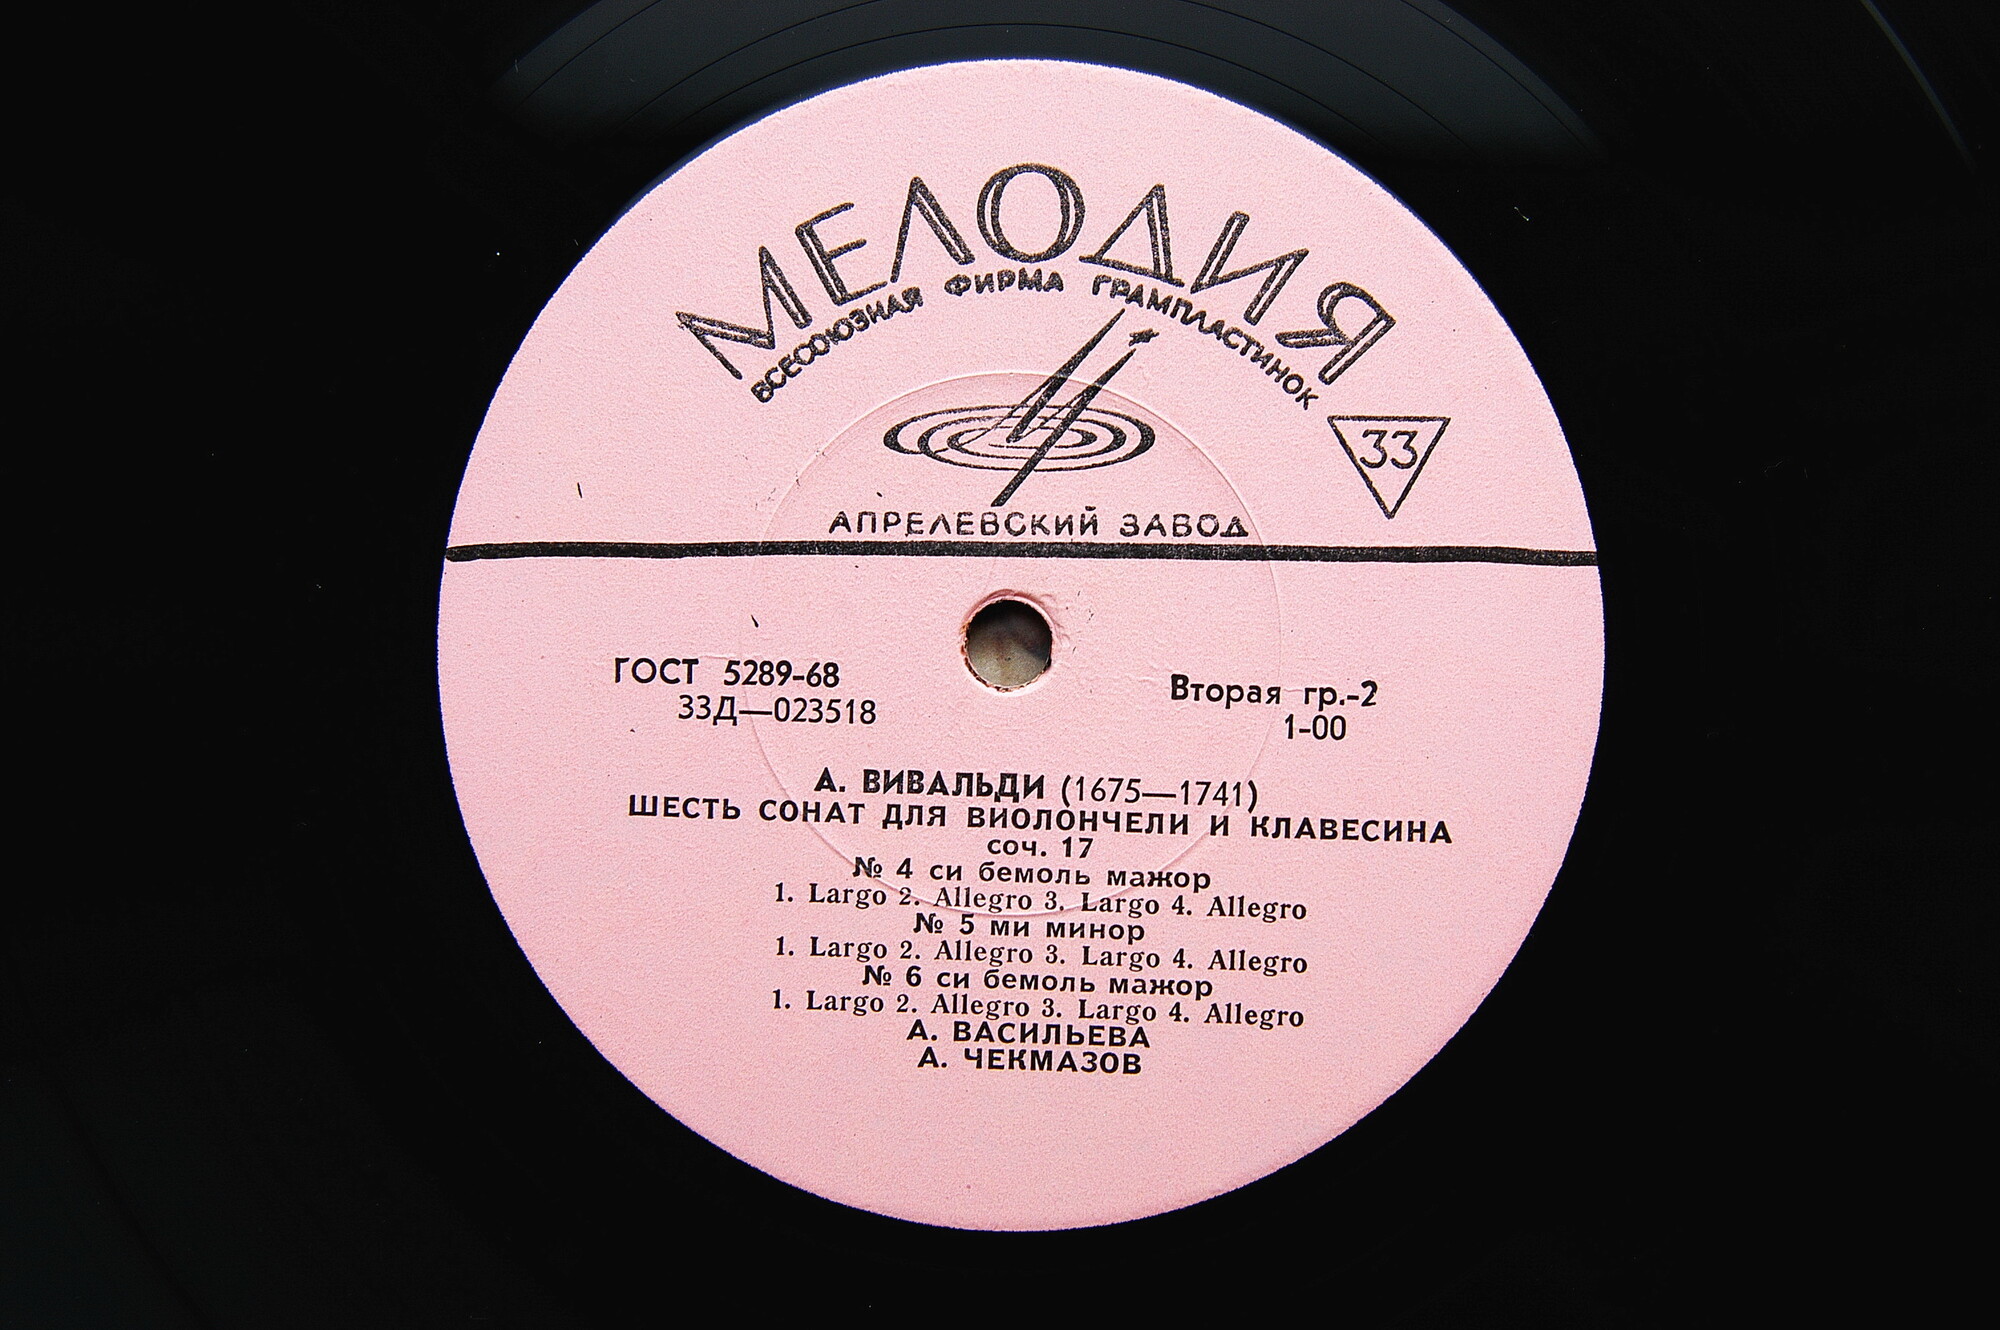 МЕЛОДИЯ
ВСЕСОЮЗНАЯ ФИРМА ГРАМПЛАСТИНОК
33
АПРЕЛЕВСКИЙ ЗАВОД
ГОСТ 5289-68
33Д—023518
Вторая гр.-2
1-00
А. ВИВАЛЬДИ (1675—1741)
ШЕСТЬ СОНАТ ДЛЯ ВИОЛОНЧЕЛИ И КЛАВЕСИНА
соч. 17
№ 4 си бемоль мажор
1. Largo 2. Allegro 3. Largo 4. Allegro
№ 5 ми минор
1. Largo 2. Allegro 3. Largo 4. Allegro
№ 6 си бемоль мажор
1. Largo 2. Allegro 3. Largo 4. Allegro
А. ВАСИЛЬЕВА
А. ЧЕКМАЗОВ